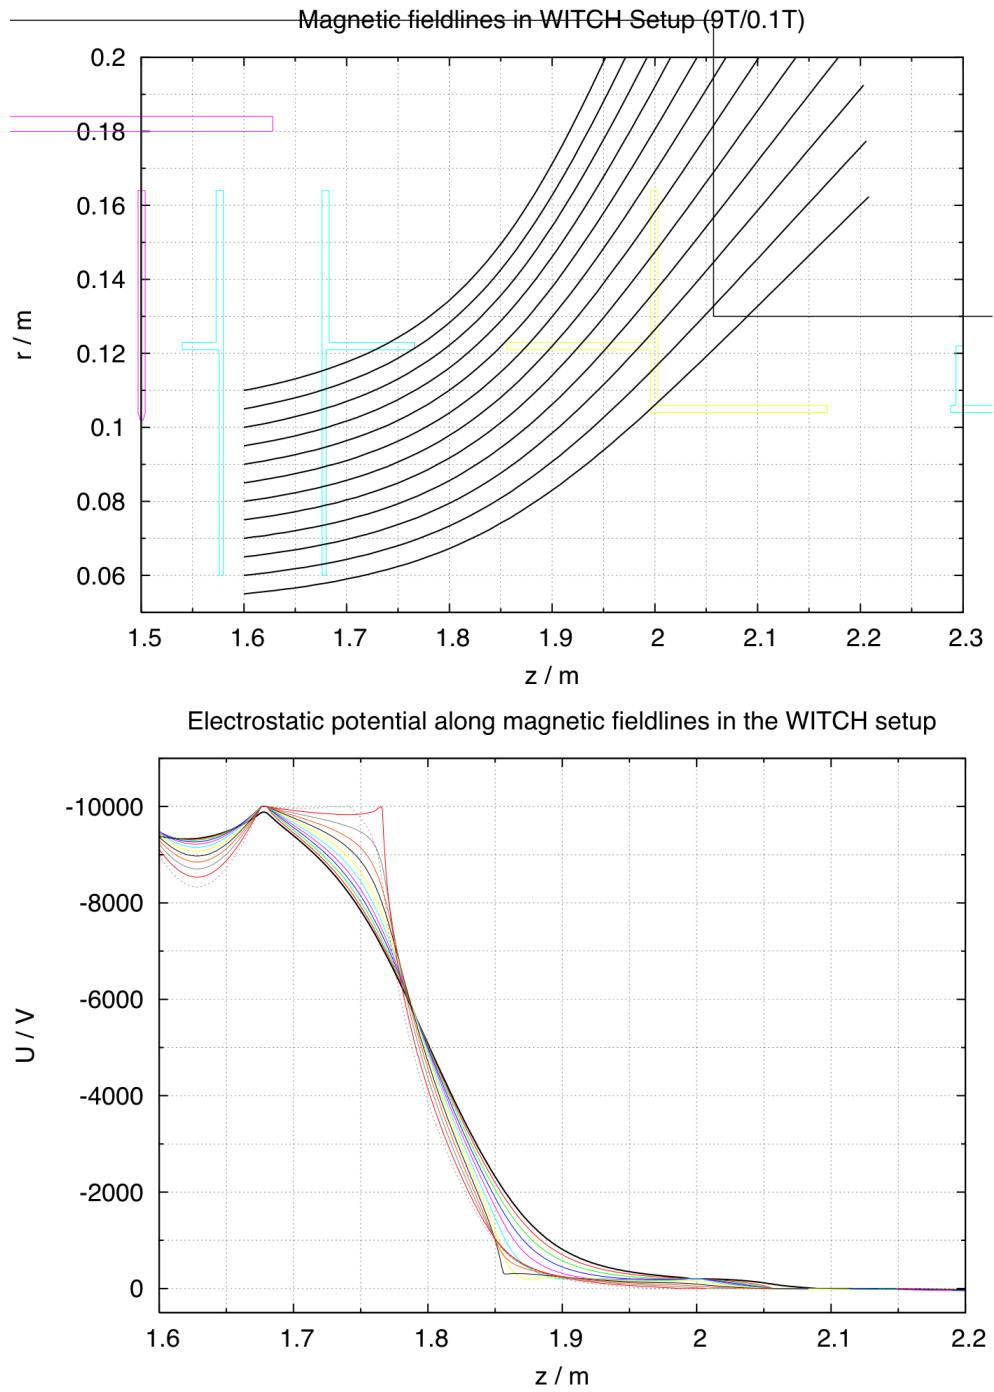 Magnetic fieldlines in WITCH Setup (9T/0.1T)
0.2
0.18
0.16
0.14
0.12
0.1
0.08
0.06
r / m
1.5 1.6 1.7 1.8 1.9 2 2.1 2.2 2.3
z / m
Electrostatic potential along magnetic fieldlines in the WITCH setup
-10000
-8000
-6000
-4000
-2000
0
U / V
1.6 1.7 1.8 1.9 2 2.1 2.2
z / m